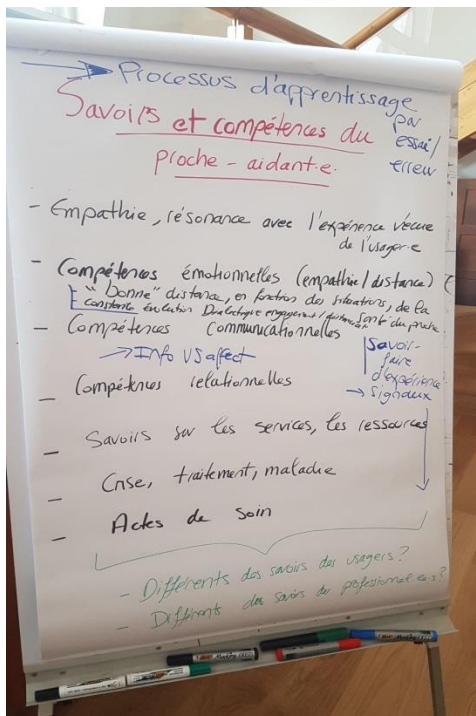 → Processus d'apprentissage
par
essai/
erreur
Savoirs et compétences du
proche-aidant·e.
- Empathie, résonance avec l'expérience vécue
de l'usager·e
- Compétences émotionnelles (empathie/distance)
"bonne" distance, en fonction des situations, de la
santé du proche
constante évolution Dialectique engagement/distance
- Compétences communicationnelles
→ Info VS affect
Savoir-
faire
d'expérience
→ signaux
- Compétences relationnelles
- Savoirs sur les services, les ressources
- Crise, traitement, maladie
- Actes de soin
- Différents des savoirs des usagers?
- Différents des savoirs des professionnel·le·s?